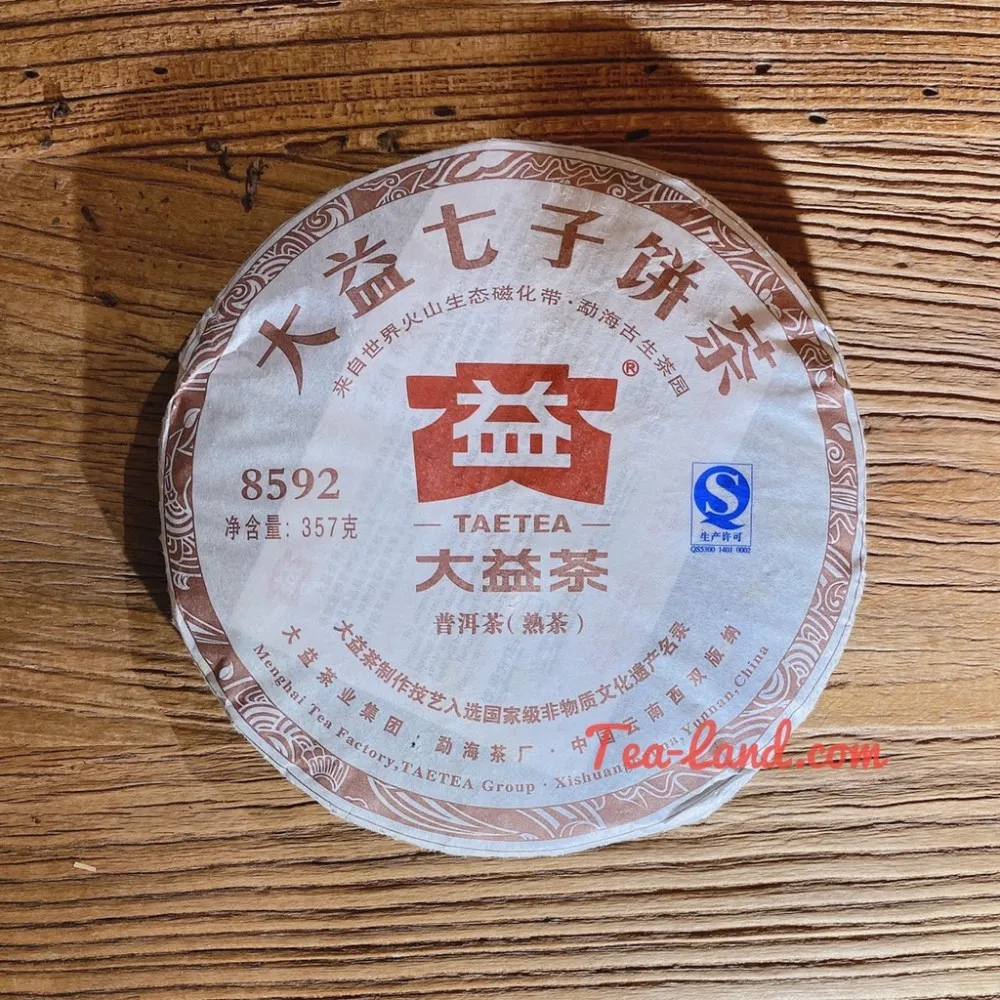 大益七子饼茶
来自世界火山生态磁化带·勐海古生茶园
益
®
8592
净含量: 357克
TAETEA
大益茶
普洱茶(熟茶)
S
生产许可
QS5300 1401 0002
大益茶制作技艺入选国家级非物质文化遗产名录
大益茶业集团:勐海茶厂·中国云南西双版纳
Menghai Tea Factory,TAETEA Group · Yunnan,China
Tea-Land.com